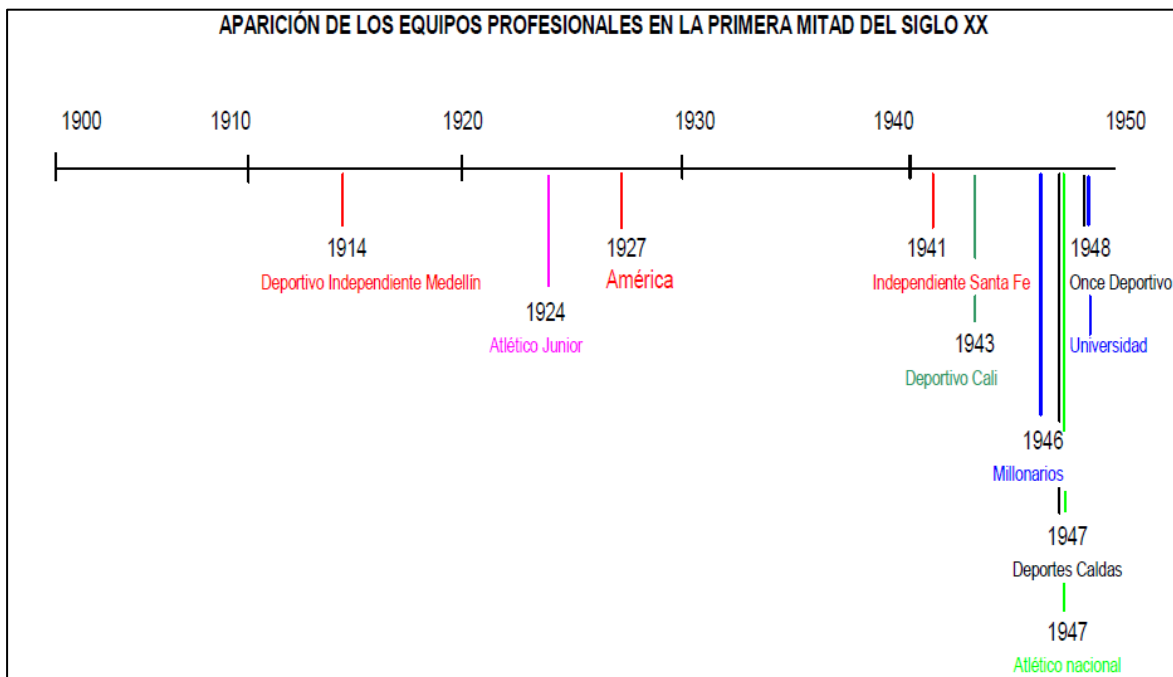 APARICIÓN DE LOS EQUIPOS PROFESIONALES EN LA PRIMERA MITAD DEL SIGLO XX
1900 1910 1920 1930 1940 1950
1914 1927 1941 1948
Deportivo Independiente Medellín América Independiente Santa Fe Once Deportivo
1924
Atlético Junior Universidad
1943
Deportivo Cali
1946
Millonarios
1947
Deportes Caldas
1947
Atlético nacional